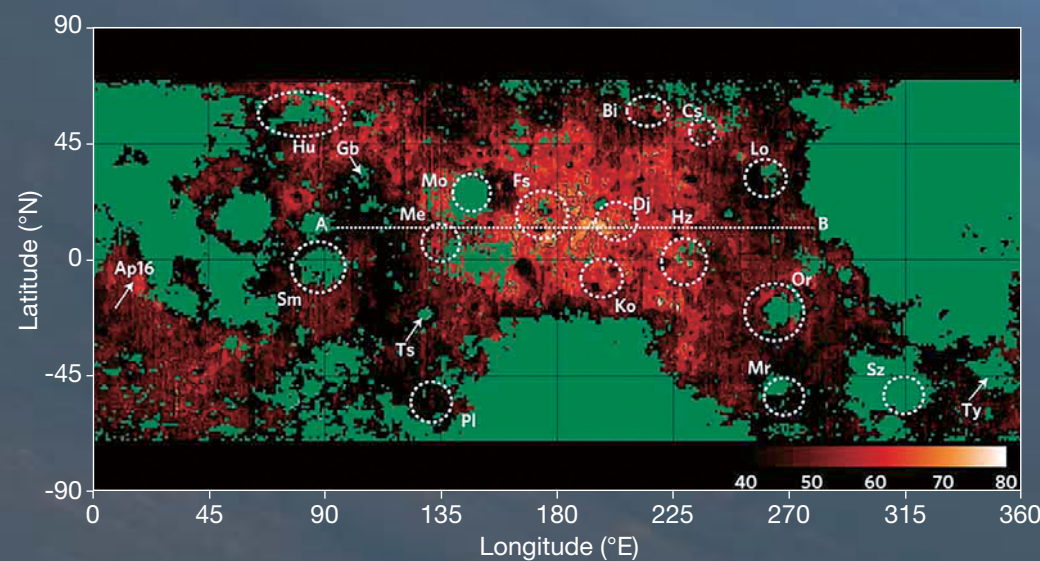 90
45
0
-45
-90
Latitude (°N)
Bi
Cs
Hu
Gb
Lo
Mo
Fs
Me
Dj
Hz
A
B
Ap16
Sm
Ko
Or
Ts
Mr
Sz
Pl
Ty
40 50 60 70 80
0 45 90 135 180 225 270 315 360
Longitude (°E)